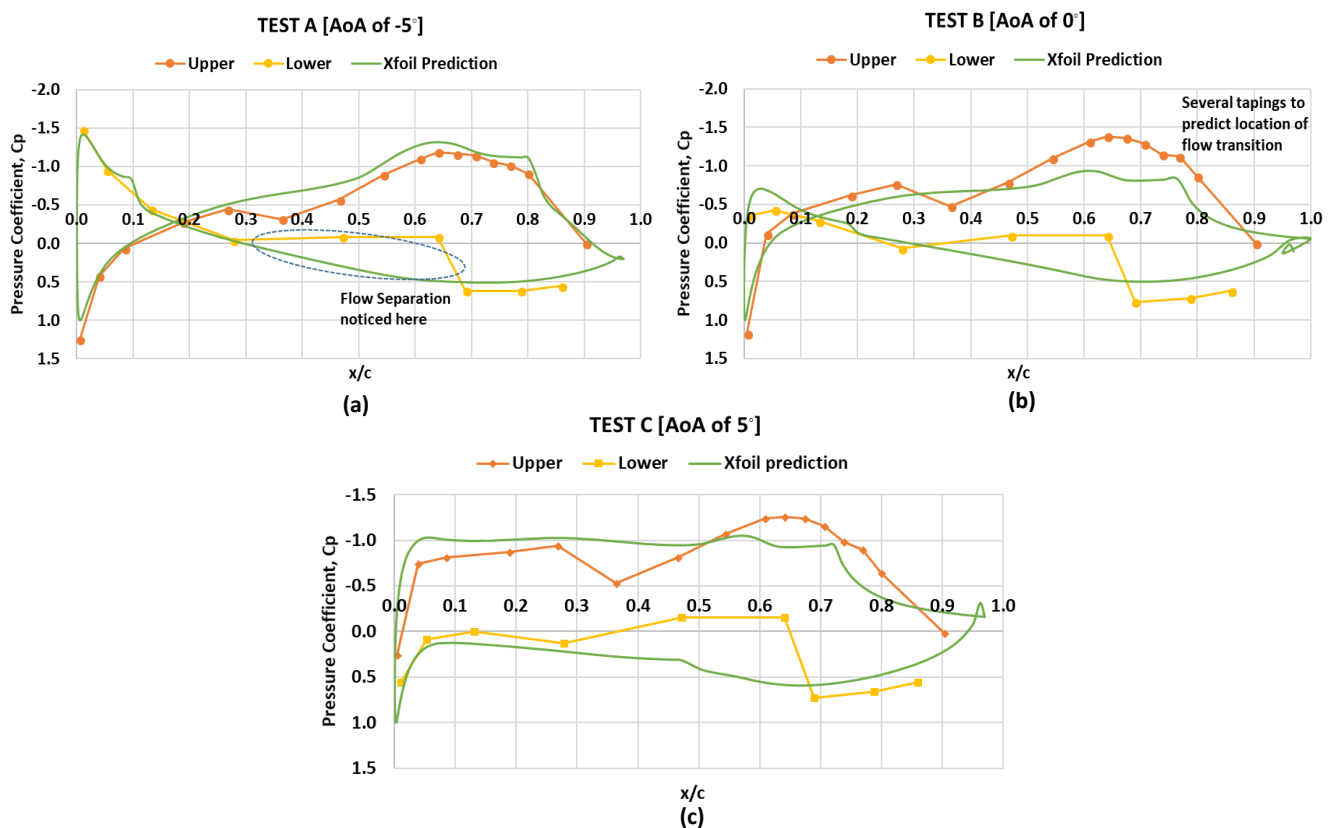 TEST A [AoA of -5°]
Upper Lower Xfoil Prediction
-2.0
-1.5
-1.0
-0.5
0.0
0.5
1.0
1.5
Pressure Coefficient, Cp
0.0 0.1 0.2 0.3 0.4 0.5 0.6 0.7 0.8 0.9 1.0
Flow Separation
noticed here
x/c
(a)
TEST B [AoA of 0°]
Upper Lower Xfoil Prediction
-2.0
-1.5
-1.0
-0.5
0.0
0.5
1.0
1.5
Pressure Coefficient, Cp
Several tapings to
predict location of
flow transition
0.0 0.1 0.2 0.3 0.4 0.5 0.6 0.7 0.8 0.9 1.0
x/c
(b)
TEST C [AoA of 5°]
Upper Lower Xfoil prediction
-1.5
-1.0
-0.5
0.0
0.5
1.0
1.5
Pressure Coefficient, Cp
0.0 0.1 0.2 0.3 0.4 0.5 0.6 0.7 0.8 0.9 1.0
x/c
(c)